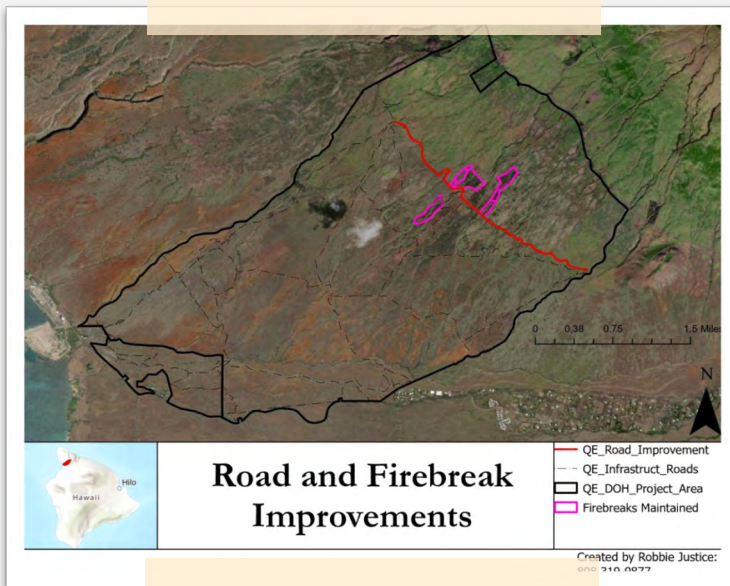 0 0.38 0.75 1.5 Miles
N
Hilo
Hawaii
Road and Firebreak
Improvements
QE_Road_Improvement
QE_Infrastruct_Roads
QE_DOH_Project_Area
Firebreaks Maintained
Created by Robbie Justice: